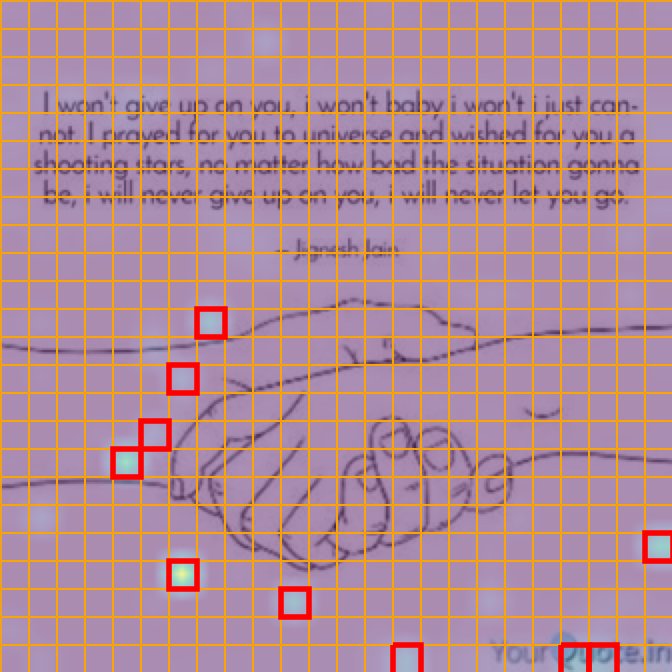 I won't give up on you, i won't baby i won't i just can-
not. I prayed for you to universe and wished for you a
shooting stars, no matter how bad the situation gonna
be, i will never give up on you, i will never let you go.
-- Jignesh Jain
YourQuote.in